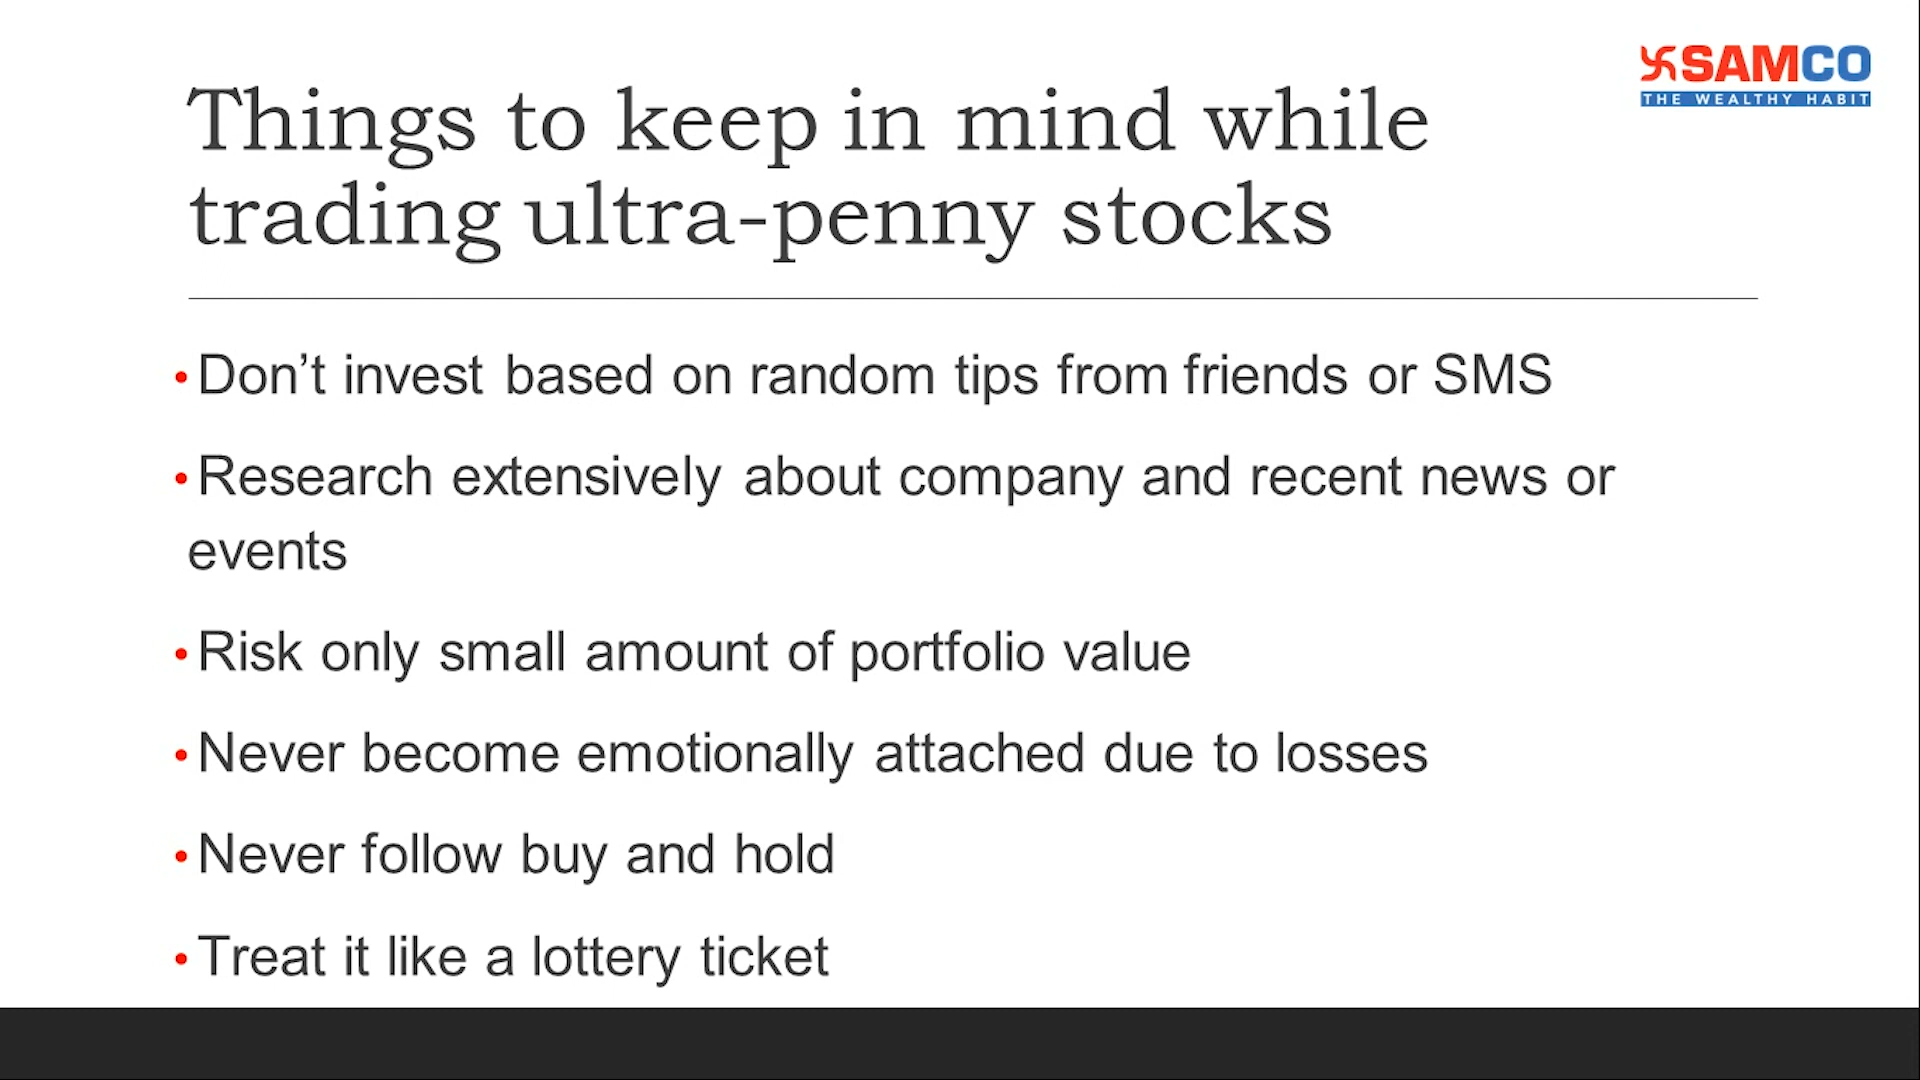 SAMCO
THE WEALTHY HABIT
Things to keep in mind while
trading ultra-penny stocks
• Don’t invest based on random tips from friends or SMS
• Research extensively about company and recent news or
events
• Risk only small amount of portfolio value
• Never become emotionally attached due to losses
• Never follow buy and hold
• Treat it like a lottery ticket